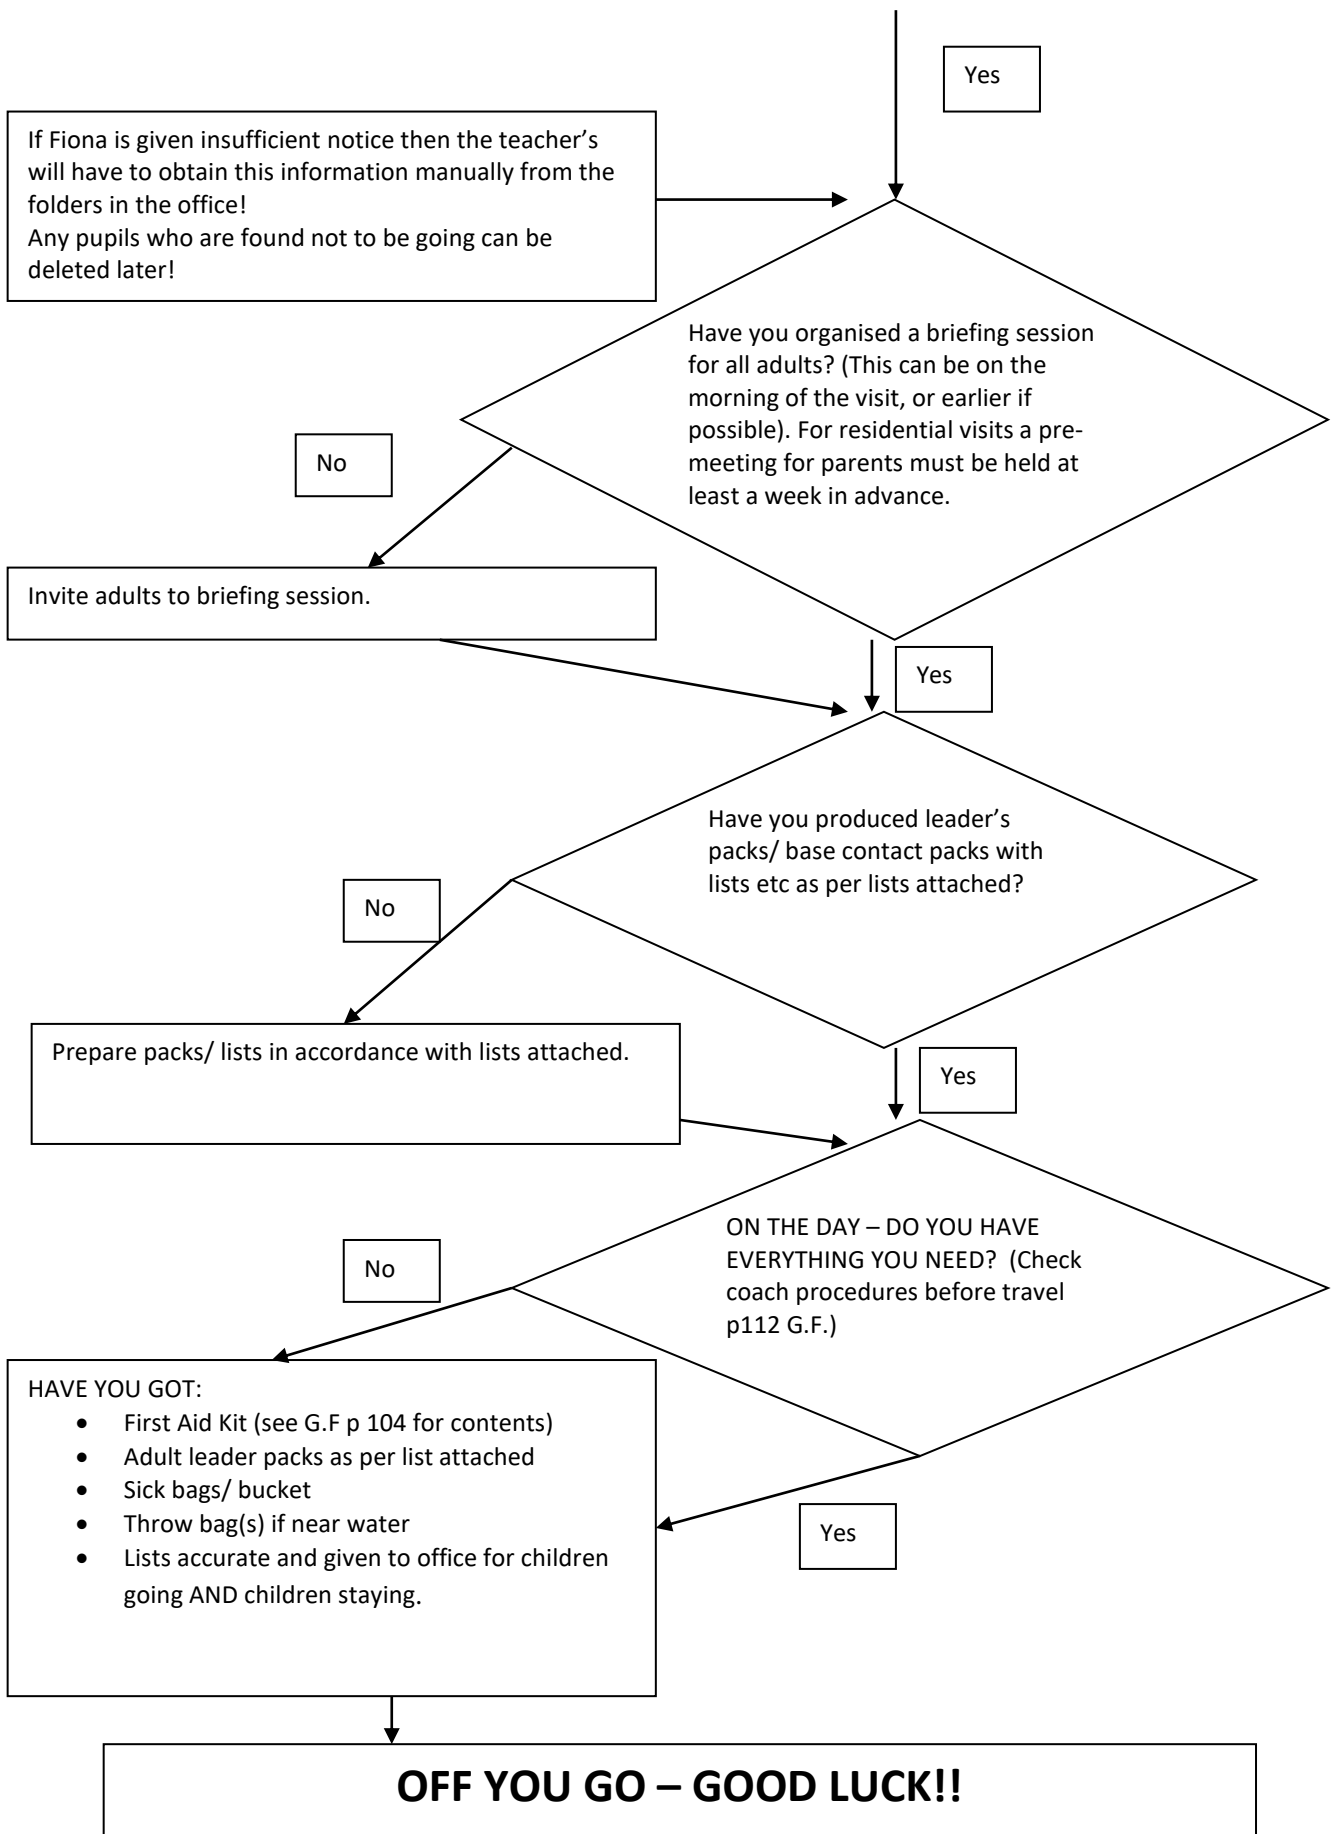 Yes
If Fiona is given insufficient notice then the teacher’s
will have to obtain this information manually from the
folders in the office!
Any pupils who are found not to be going can be
deleted later!
Have you organised a briefing session
for all adults? (This can be on the
morning of the visit, or earlier if
possible). For residential visits a pre-
meeting for parents must be held at
least a week in advance.
No
Invite adults to briefing session.
Yes
Have you produced leader’s
packs/ base contact packs with
lists etc as per lists attached?
No
Prepare packs/ lists in accordance with lists attached.
Yes
ON THE DAY – DO YOU HAVE
EVERYTHING YOU NEED?  (Check
coach procedures before travel
p112 G.F.)
No
HAVE YOU GOT:
• First Aid Kit (see G.F p 104 for contents)
• Adult leader packs as per list attached
• Sick bags/ bucket
• Throw bag(s) if near water
• Lists accurate and given to office for children
going AND children staying.
Yes
OFF YOU GO – GOOD LUCK!!